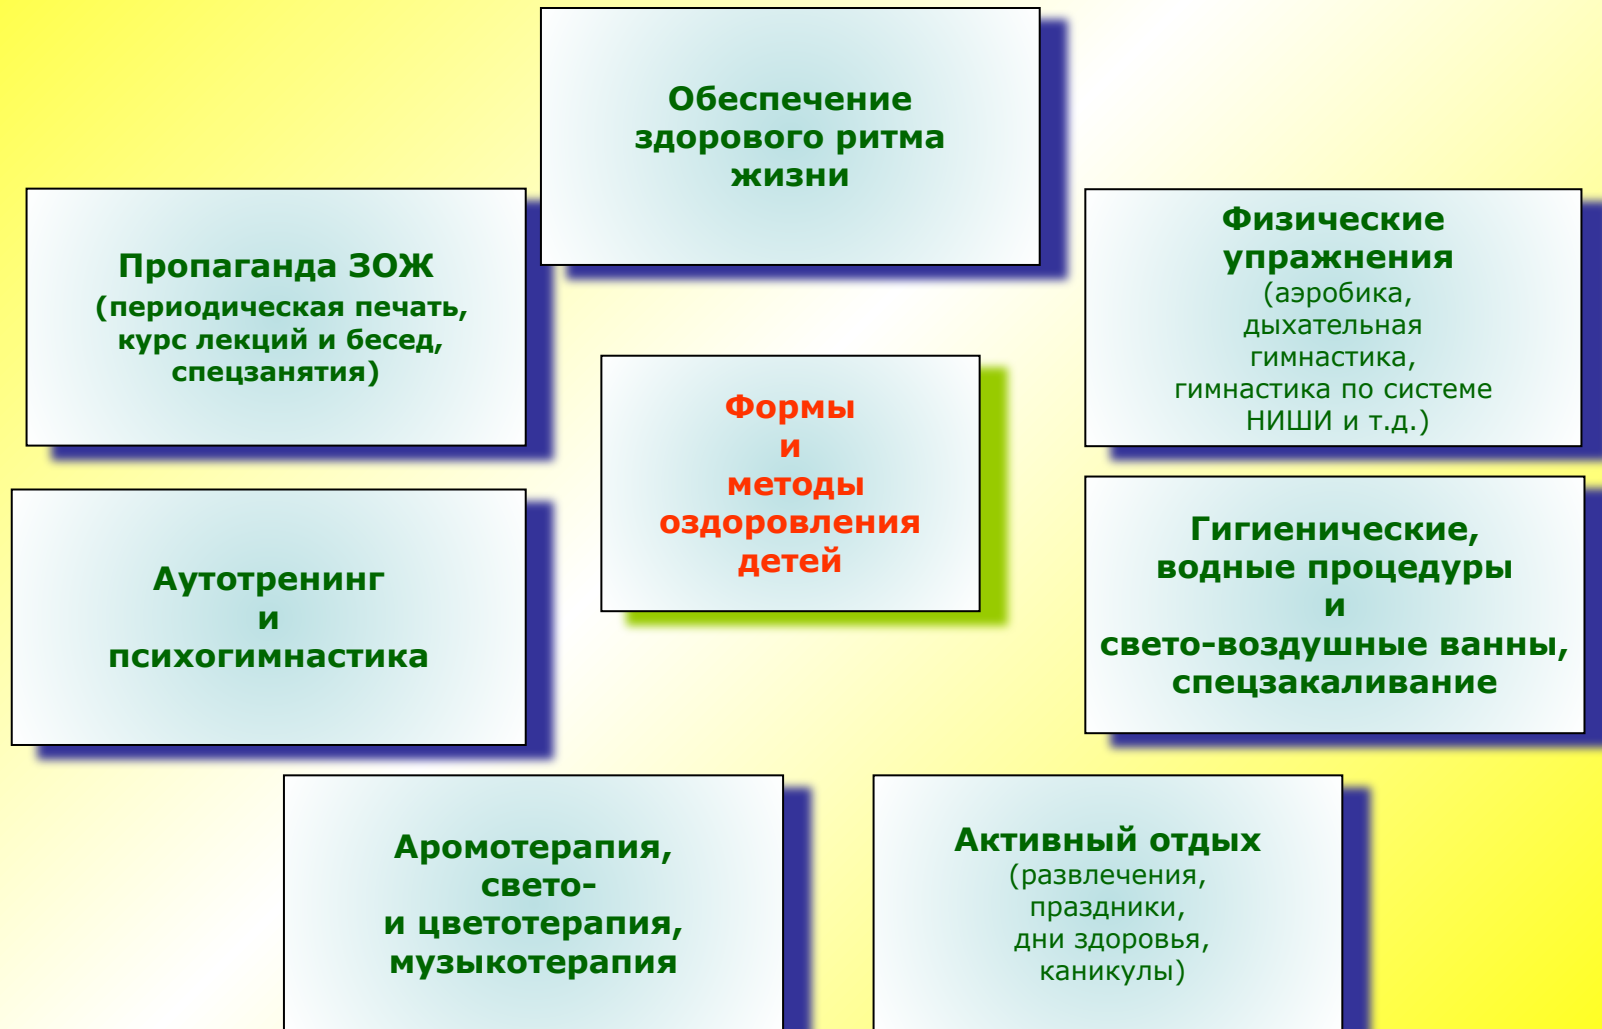 Обеспечение
здорового ритма
жизни
Пропаганда ЗОЖ
(периодическая печать,
курс лекций и бесед,
спецзанятия)
Физические
упражнения
(аэробика,
дыхательная
гимнастика,
гимнастика по системе
НИШИ и т.д.)
Формы
и
методы
оздоровления
детей
Аутотренинг
и
психогимнастика
Гигиенические,
водные процедуры
и
свето-воздушные ванны,
спецзакаливание
Аромотерапия,
свето-
и цветотерапия,
музыкотерапия
Активный отдых
(развлечения,
праздники,
дни здоровья,
каникулы)